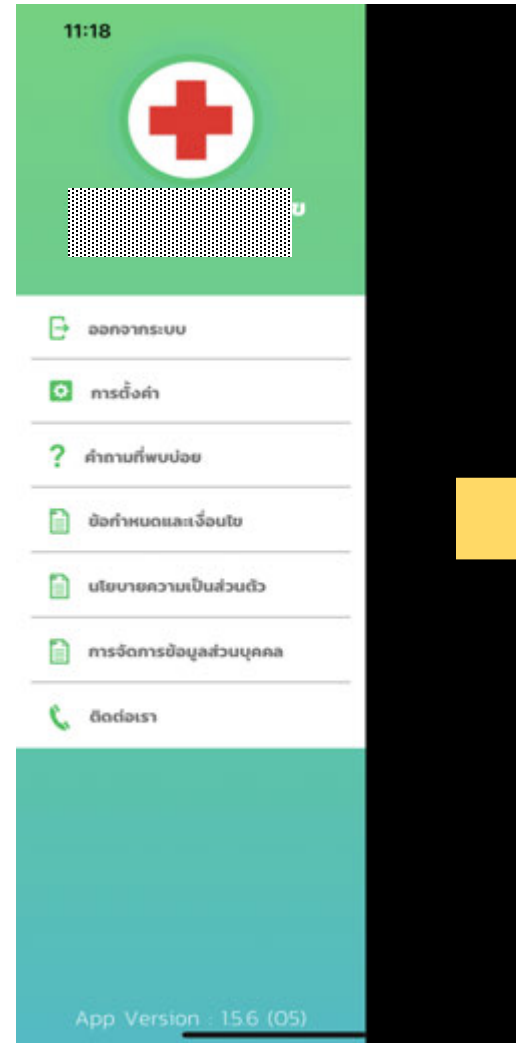 11:18
ออกจากระบบ
การตั้งค่า
คำถามที่พบบ่อย
ข้อกำหนดและเงื่อนไข
นโยบายความเป็นส่วนตัว
การจัดการข้อมูลส่วนบุคคล
ติดต่อเรา
App Version : 1.5.6 (05)